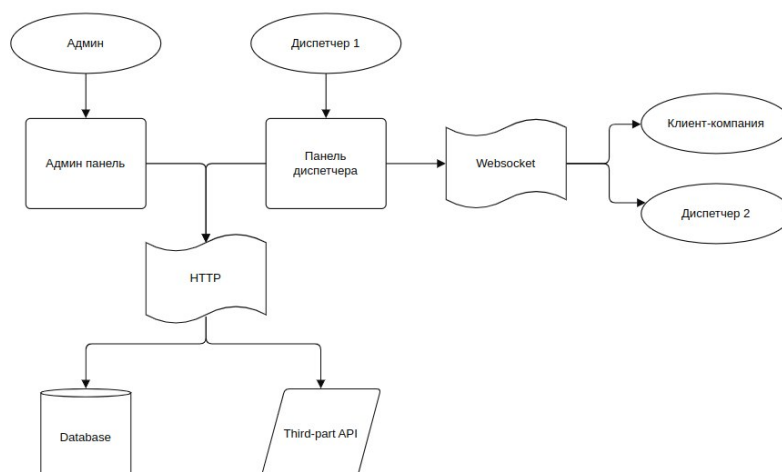 Админ
Диспетчер 1
Админ панель
Панель
диспетчера
Websocket
Клиент-компания
Диспетчер 2
HTTP
Database
Third-part API